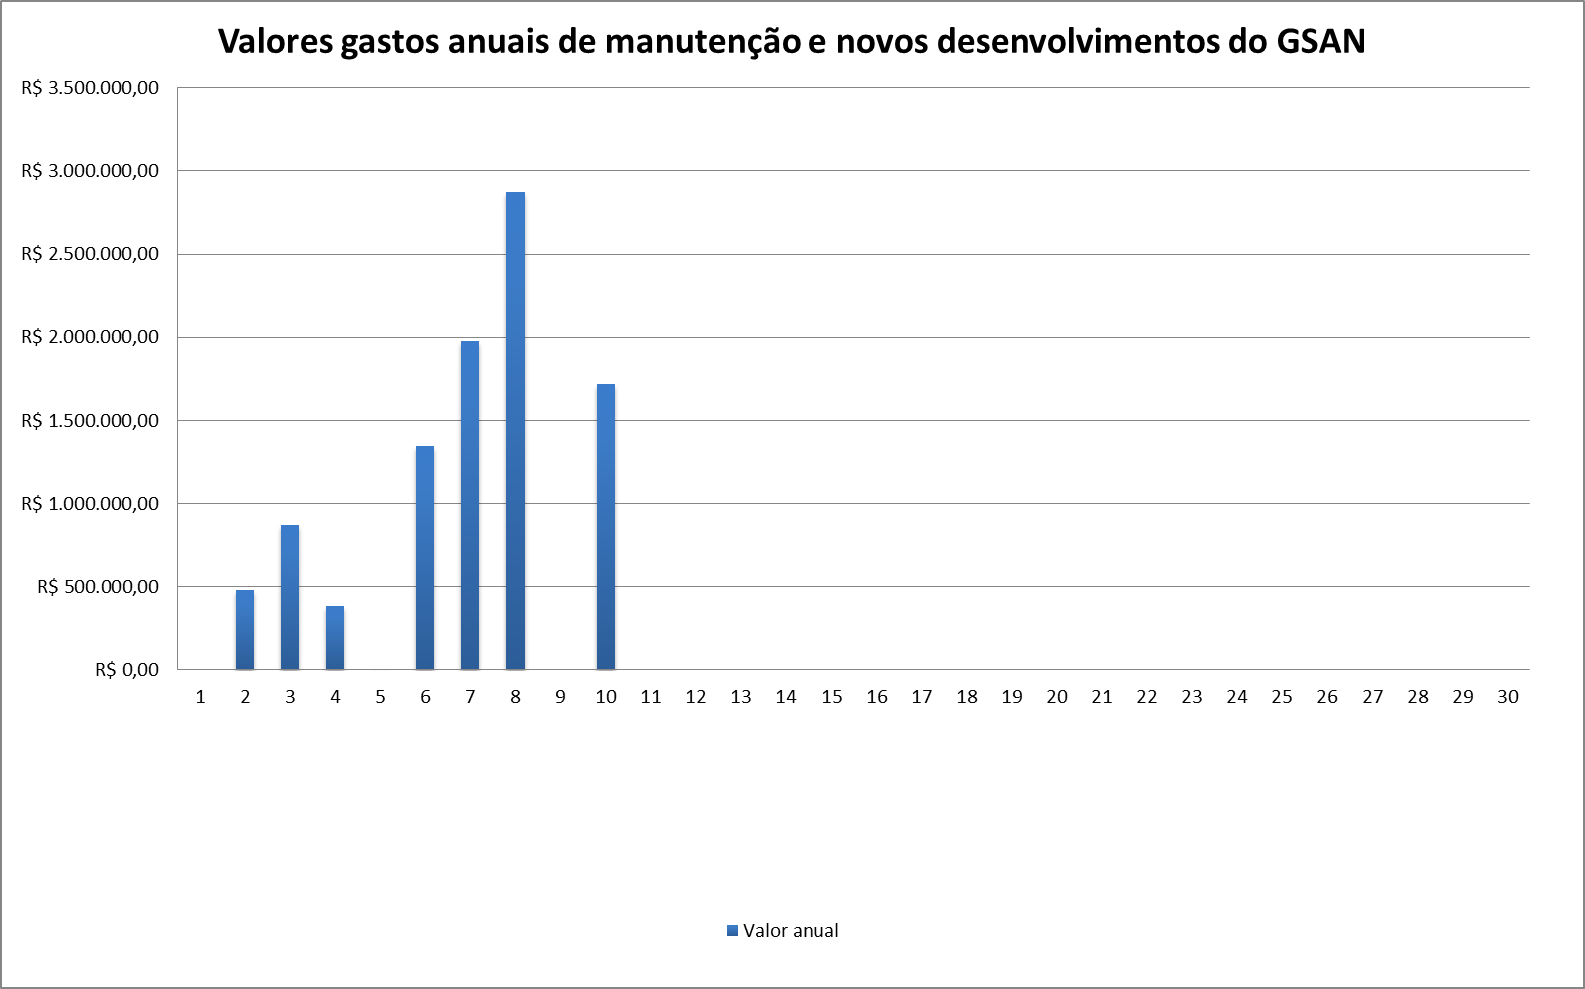 Valores gastos anuais de manutenção e novos desenvolvimentos do GSAN
R$ 3.500.000,00
R$ 3.000.000,00
R$ 2.500.000,00
R$ 2.000.000,00
R$ 1.500.000,00
R$ 1.000.000,00
R$ 500.000,00
R$ 0,00
1 2 3 4 5 6 7 8 9 10 11 12 13 14 15 16 17 18 19 20 21 22 23 24 25 26 27 28 29 30
Valor anual